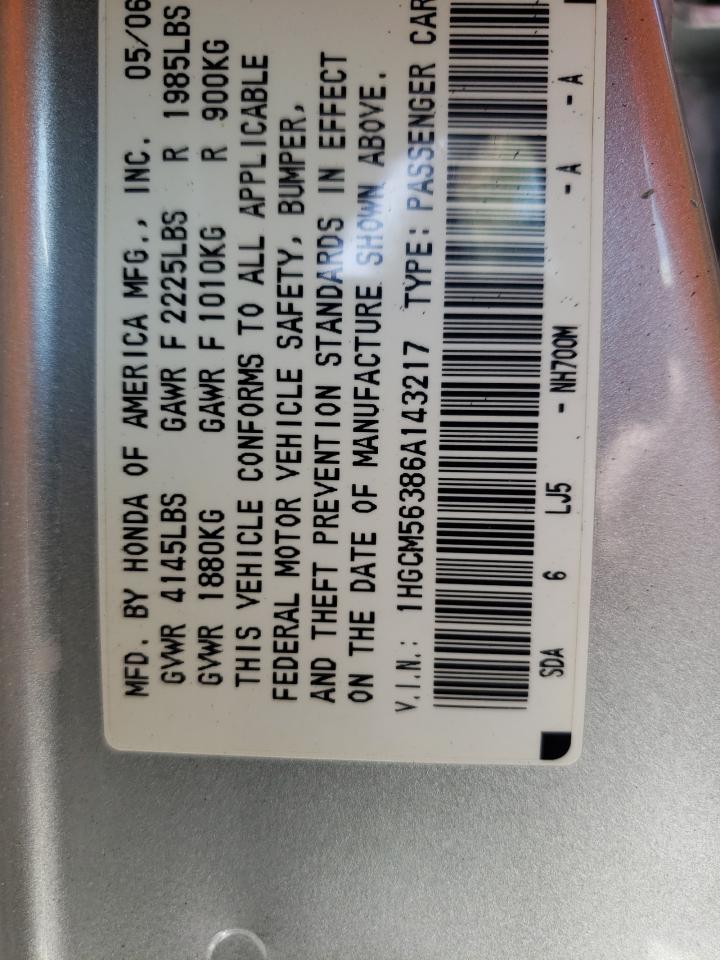 MFD. BY HONDA OF AMERICA MFG., INC. 05/06
GVWR 4145LBS GAWR F 2225LBS R 1985LBS
GVWR 1880KG GAWR F 1010KG R 900KG
THIS VEHICLE CONFORMS TO ALL APPLICABLE
FEDERAL MOTOR VEHICLE SAFETY, BUMPER,
AND THEFT PREVENTION STANDARDS IN EFFECT
ON THE DATE OF MANUFACTURE SHOWN ABOVE.
V.I.N.: 1HGCM56386A143217 TYPE: PASSENGER CAR
SDA 6 LJ5 - NH700M - A - A